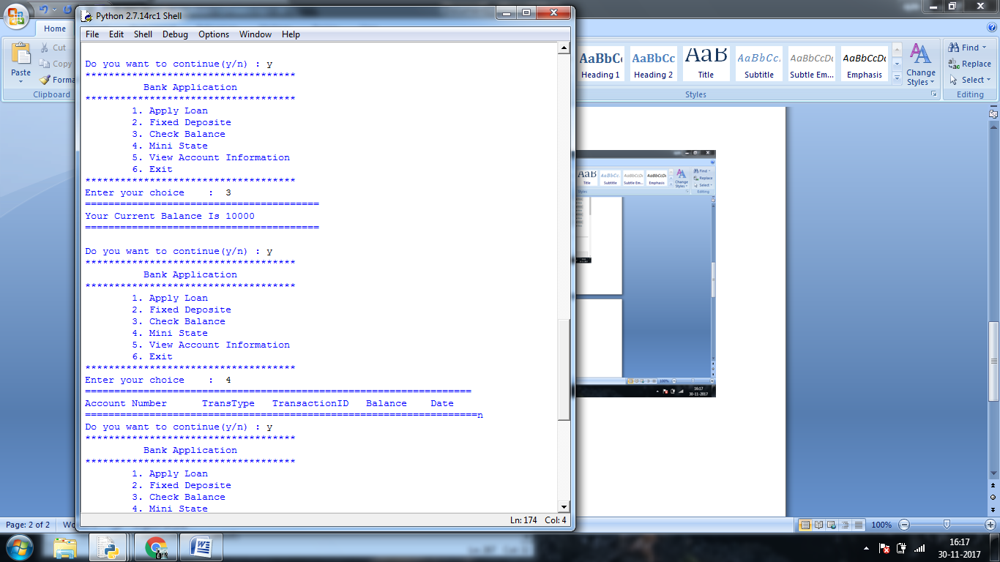 Python 2.7.14rc1 Shell
File Edit Shell Debug Options Window Help
Do you want to continue(y/n) : y
************************************
Bank Application
************************************
1. Apply Loan
2. Fixed Deposite
3. Check Balance
4. Mini State
5. View Account Information
6. Exit
************************************
Enter your choice    :  3
========================================
Your Current Balance Is 10000
========================================
Do you want to continue(y/n) : y
************************************
Bank Application
************************************
1. Apply Loan
2. Fixed Deposite
3. Check Balance
4. Mini State
5. View Account Information
6. Exit
************************************
Enter your choice    :  4
==================================================================
Account Number      TransType   TransactionID   Balance    Date
===================================================================n
Do you want to continue(y/n) : y
************************************
Bank Application
************************************
1. Apply Loan
2. Fixed Deposite
3. Check Balance
4. Mini State
Ln: 174 Col: 4
Home
Cut
Copy
Paste
Clipboard
AaBbCc AaBbCc AaB AaBbCc. AaBbCcDc AaBbCcDc
Heading 1 Heading 2 Title Subtitle Subtle Em... Emphasis
Change Styles
Styles
Find
Replace
Select
Editing
AaB AaBbCc. AaBbCcDc AaBbCcDc
Title Subtitle Subtle Em... Emphasis
Change Styles
Find
Replace
Select
Editing
100%
16:17
30-11-2017
Page: 2 of 2
100%
16:17
30-11-2017